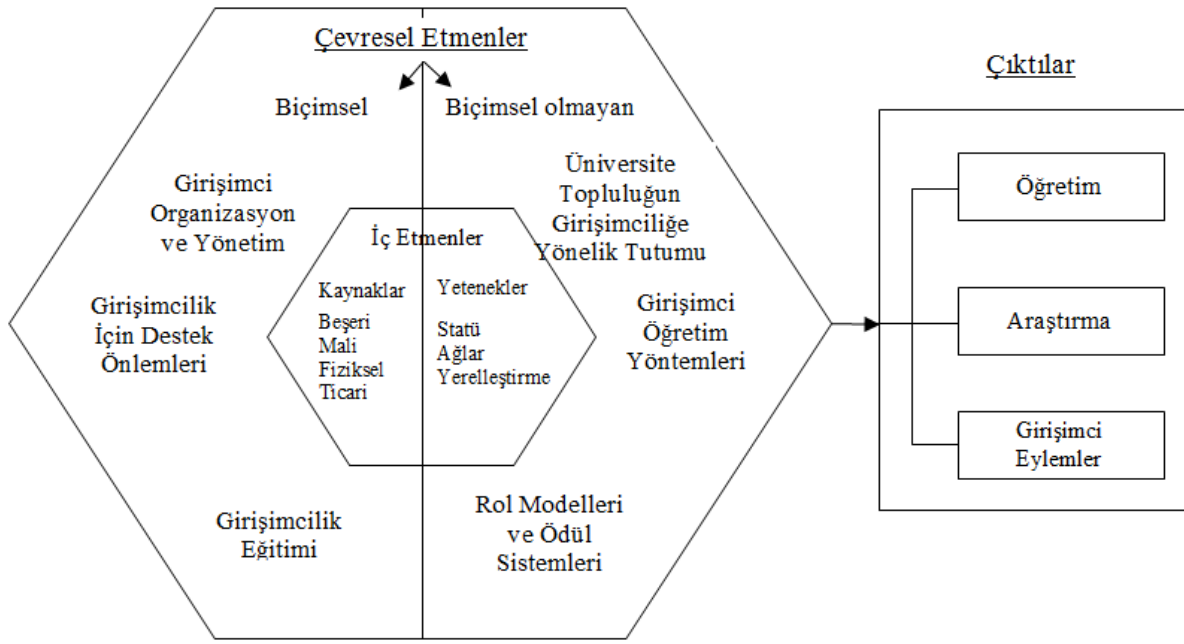 Çevresel Etmenler
Biçimsel
Biçimsel olmayan
Girişimci
Organizasyon
ve Yönetim
Girişimcilik
İçin Destek
Önlemleri
Girişimcilik
Eğitimi
Üniversite
Topluluğun
Girişimciliğe
Yönelik Tutumu
Girişimci
Öğretim
Yöntemleri
Rol Modelleri
ve Ödül
Sistemleri
İç Etmenler
Kaynaklar
Beşeri
Mali
Fiziksel
Ticari
Yetenekler
Statü
Ağlar
Yerelleştirme
Çıktılar
Öğretim
Araştırma
Girişimci
Eylemler